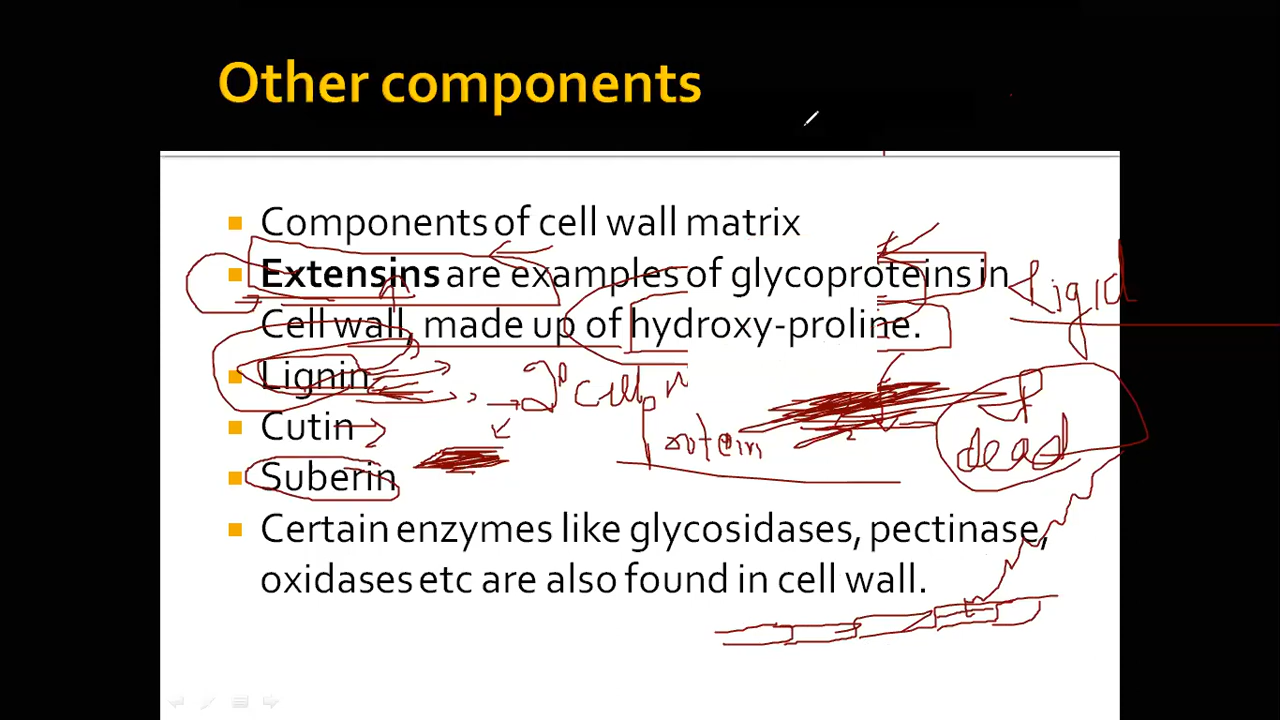 Other components
Components of cell wall matrix
Extensins are examples of glycoproteins in
Cell wall, made up of hydroxy-proline.
Rigid
Lignin
2° cell
Cutin
protein
dead
Suberin
Certain enzymes like glycosidases, pectinase,
oxidases etc are also found in cell wall.